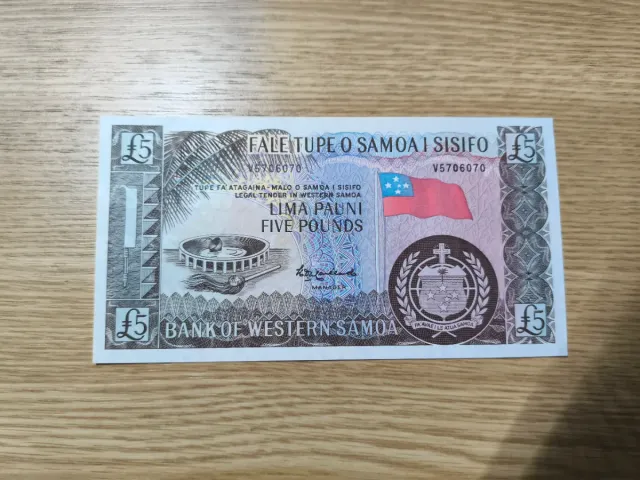 £5
FALE TUPE O SAMOA I SISIFO
£5
V5706070
V5706070
TUPE FA'ATAGAINA-MALO O SAMOA I SISIFO
LEGAL TENDER IN WESTERN SAMOA
LIMA PAUNI
FIVE POUNDS
MANAGER
£5
BANK OF WESTERN SAMOA
£5